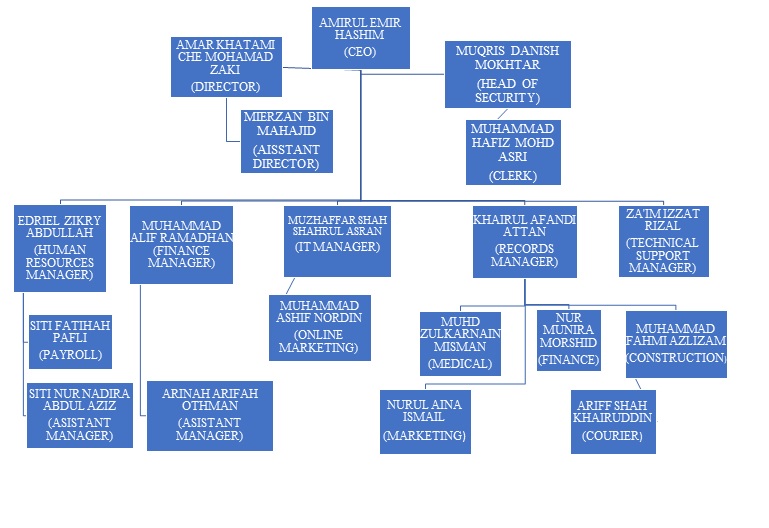 AMIRUL EMIR
HASHIM
(CEO)
AMAR KHATAMI
CHE MOHAMAD
ZAKI
(DIRECTOR)
MUQRIS DANISH
MOKHTAR
(HEAD OF
SECURITY)
MIERZAN BIN
MAHAJID
(AISSTANT
DIRECTOR)
MUHAMMAD
HAFIZ MOHD
ASRI
(CLERK)
EDRIEL ZIKRY
ABDULLAH
(HUMAN
RESOURCES
MANAGER)
MUHAMMAD
ALIF RAMADHAN
(FINANCE
MANAGER)
MUZHAFFAR SHAH
SHAHRUL ASRAN
(IT MANAGER)
KHAIRUL AFANDI
ATTAN
(RECORDS
MANAGER)
ZA'IM IZZAT
RIZAL
(TECHNICAL
SUPPORT
MANAGER)
SITI FATIHAH
PAFLI
(PAYROLL)
MUHAMMAD
ASHIF NORDIN
(ONLINE
MARKETING)
MUHD
ZULKARNAIN
MISMAN
(MEDICAL)
NUR
MUNIRA
MORSHID
(FINANCE)
MUHAMMAD
FAHMI AZLIZAM
(CONSTRUCTION)
SITI NUR NADIRA
ABDUL AZIZ
(ASISTANT
MANAGER)
ARINAH ARIFAH
OTHMAN
(ASISTANT
MANAGER)
NURUL AINA
ISMAIL
(MARKETING)
ARIFF SHAH
KHAIRUDDIN
(COURIER)